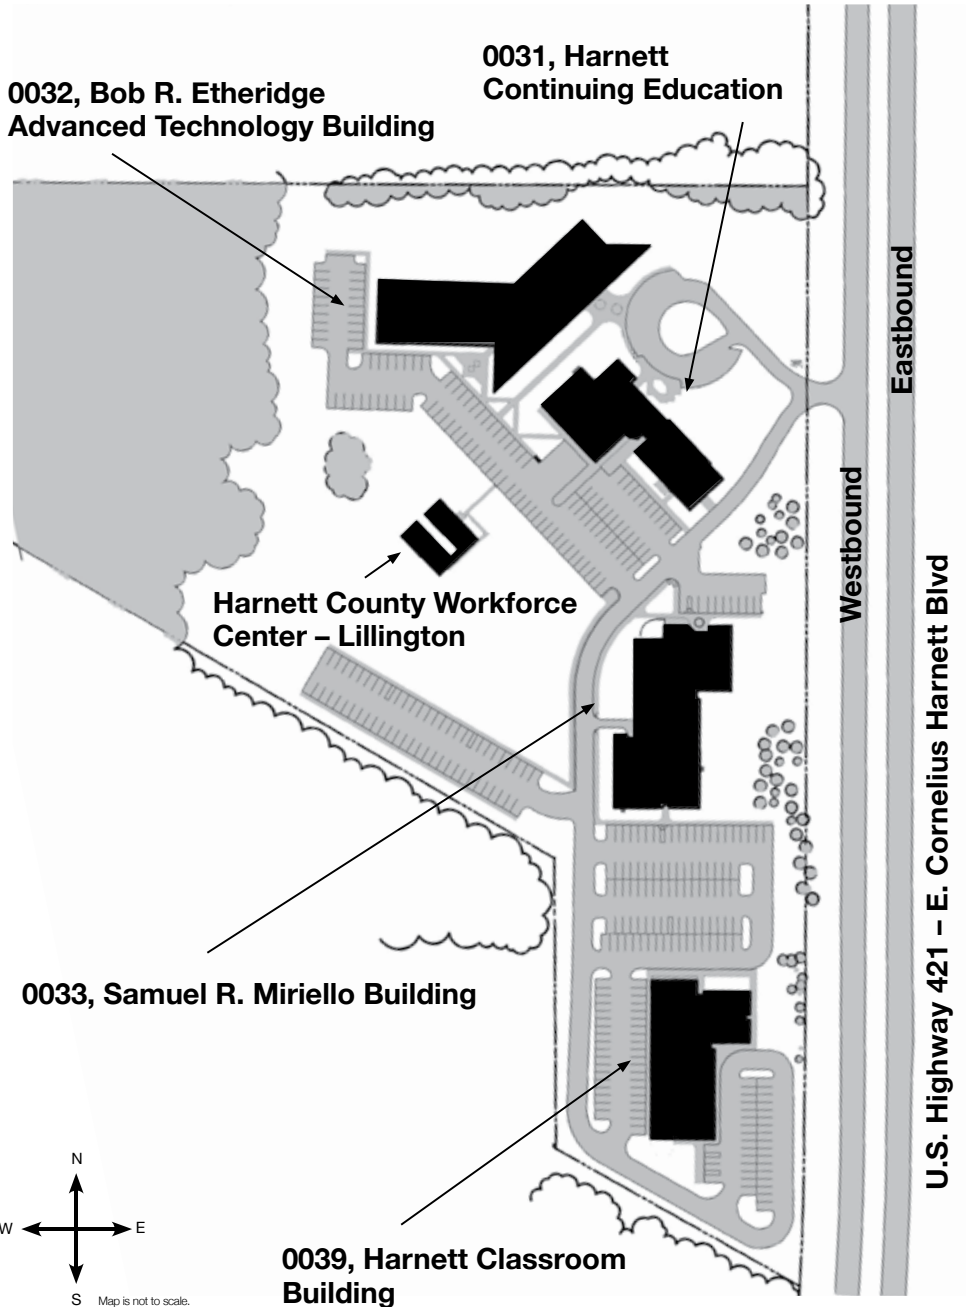 0031, Harnett
Continuing Education
0032, Bob R. Etheridge
Advanced Technology Building
Eastbound
Westbound
U.S. Highway 421 – E. Cornelius Harnett Blvd
Harnett County Workforce
Center – Lillington
0033, Samuel R. Miriello Building
0039, Harnett Classroom
Building
N
W
E
S
Map is not to scale.